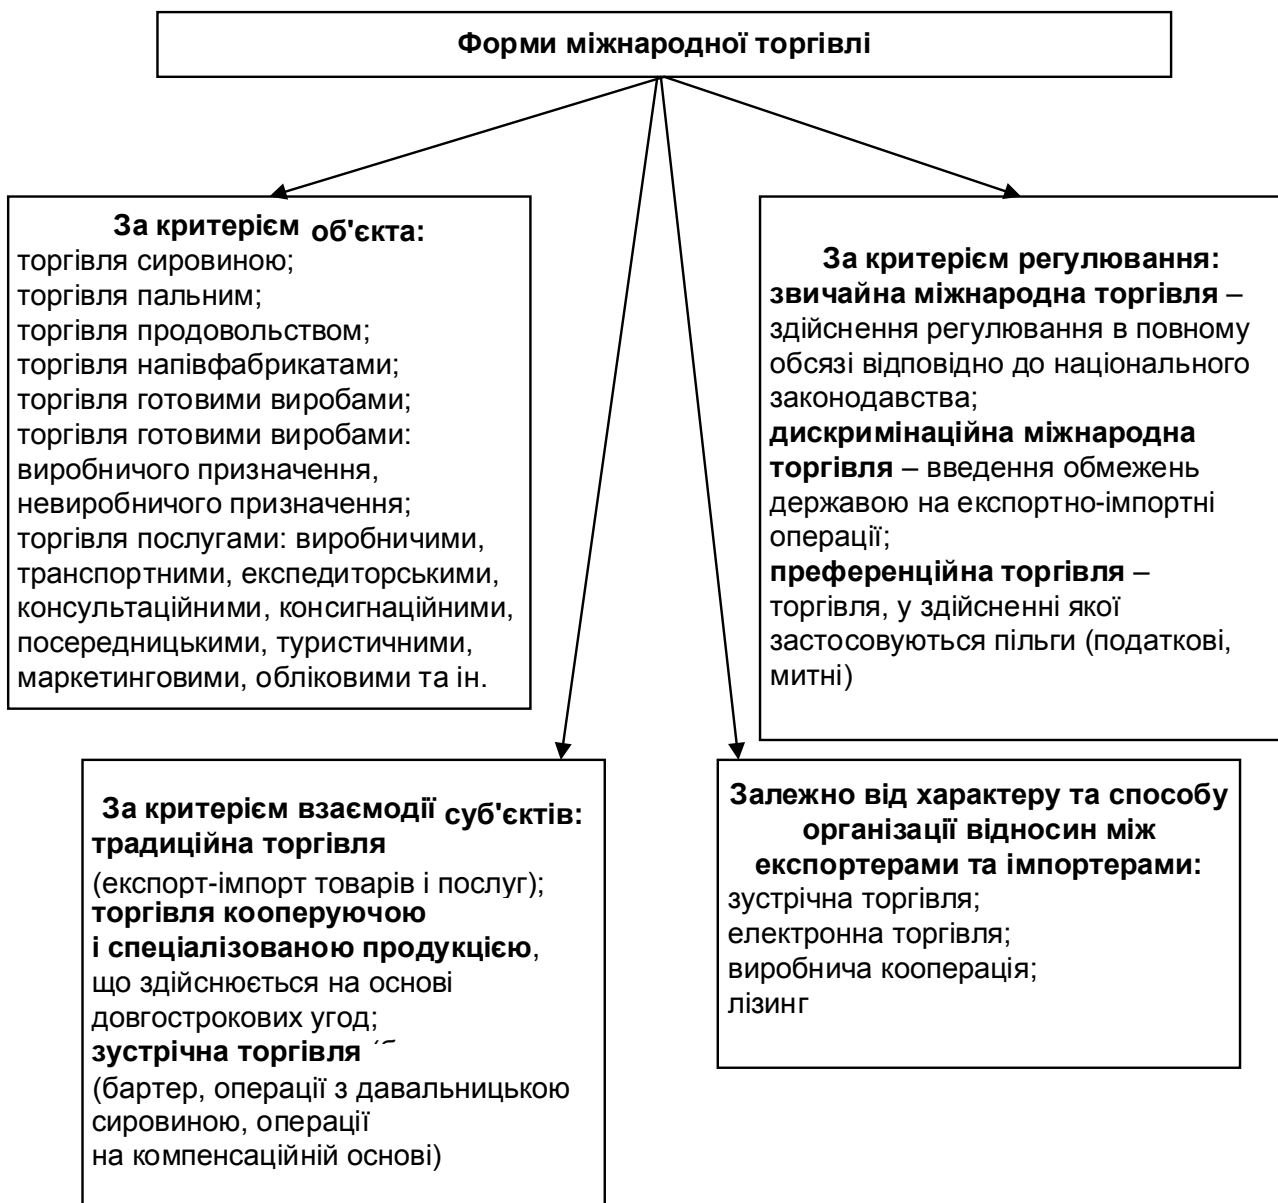 Форми міжнародної торгівлі
За критерієм об'єкта:
торгівля сировиною;
торгівля пальним;
торгівля продовольством;
торгівля напівфабрикатами;
торгівля готовими виробами;
торгівля готовими виробами:
виробничого призначення,
невиробничого призначення;
торгівля послугами: виробничими,
транспортними, експедиторськими,
консультаційними, консигнаційними,
посередницькими, туристичними,
маркетинговими, обліковими та ін.
За критерієм регулювання:
звичайна міжнародна торгівля –
здійснення регулювання в повному
обсязі відповідно до національного
законодавства;
дискримінаційна міжнародна
торгівля – введення обмежень
державою на експортно-імпортні
операції;
преференційна торгівля –
торгівля, у здійсненні якої
застосовуються пільги (податкові,
митні)
За критерієм взаємодії суб'єктів:
традиційна торгівля
(експорт-імпорт товарів і послуг);
торгівля кооперуючою
і спеціалізованою продукцією,
що здійснюється на основі
довгострокових угод;
зустрічна торгівля
(бартер, операції з давальницькою
сировиною, операції
на компенсаційній основі)
Залежно від характеру та способу
організації відносин між
експортерами та імпортерами:
зустрічна торгівля;
електронна торгівля;
виробнича кооперація;
лізинг